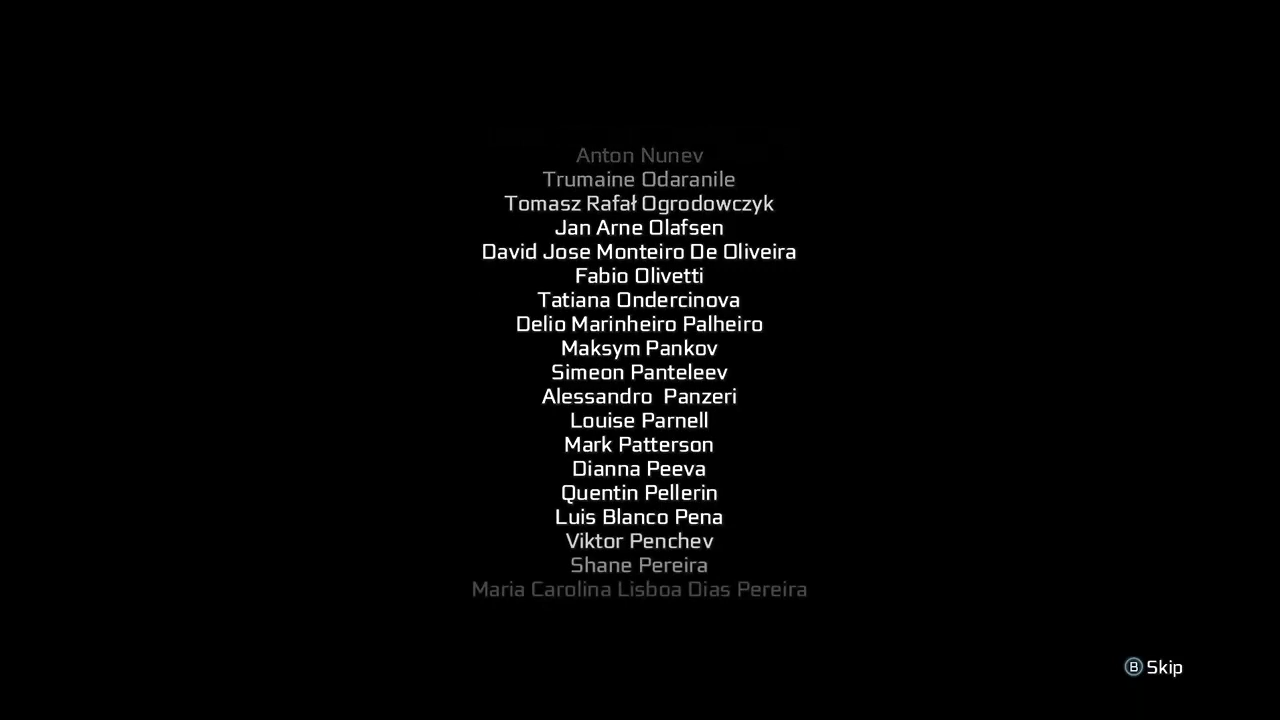 Anton Nunev
Trumaine Odaranile
Tomasz Rafał Ogrodowczyk
Jan Arne Olafsen
David Jose Monteiro De Oliveira
Fabio Olivetti
Tatiana Ondercinova
Delio Marinheiro Palheiro
Maksym Pankov
Simeon Panteleev
Alessandro  Panzeri
Louise Parnell
Mark Patterson
Dianna Peeva
Quentin Pellerin
Luis Blanco Pena
Viktor Penchev
Shane Pereira
Maria Carolina Lisboa Dias Pereira
B Skip